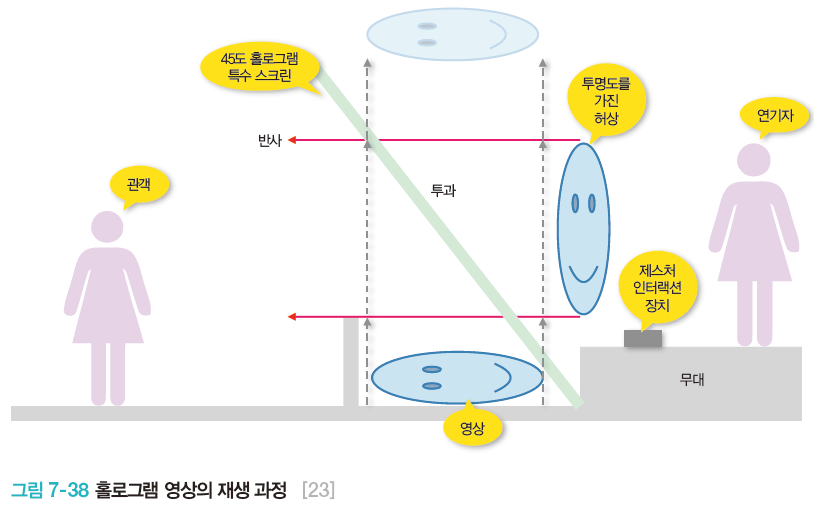 45도 홀로그램
특수 스크린
투명도를
가진
허상
연기자
반사
관객
투과
제스처
인터랙션
장치
무대
영상
그림 7-38 홀로그램 영상의 재생 과정 [23]